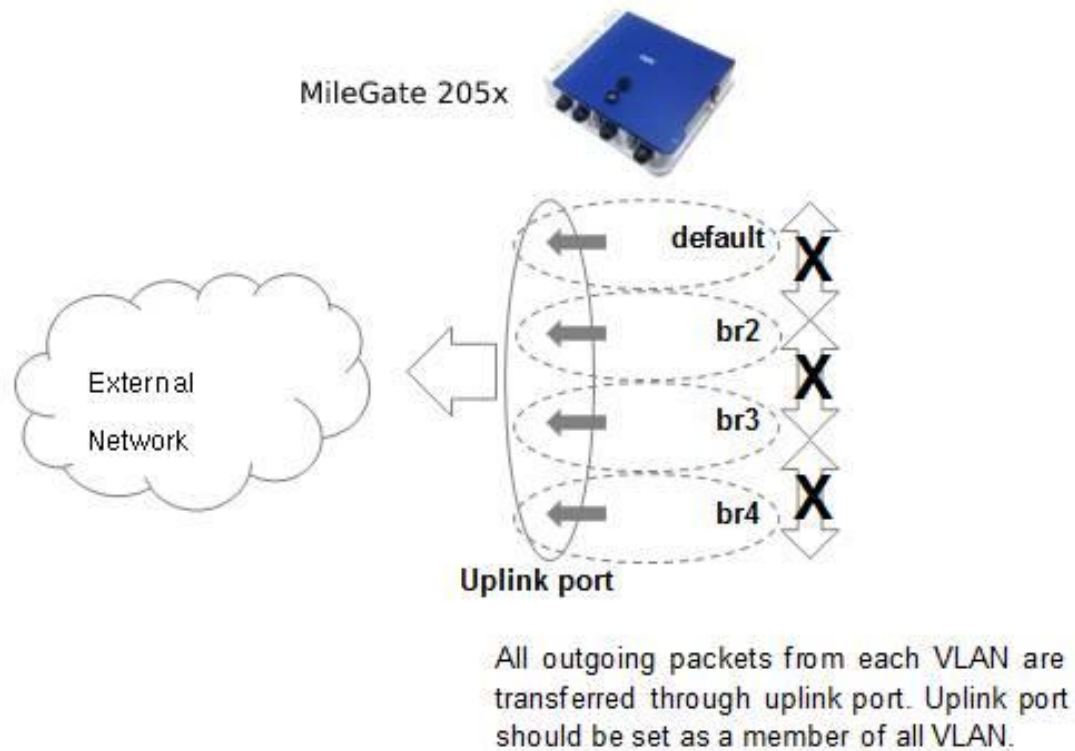 MileGate 205x
default
X
br2
X
External
br3
Network
X
br4
Uplink port
All outgoing packets from each VLAN are
transferred through uplink port. Uplink port
should be set as a member of all VLAN.